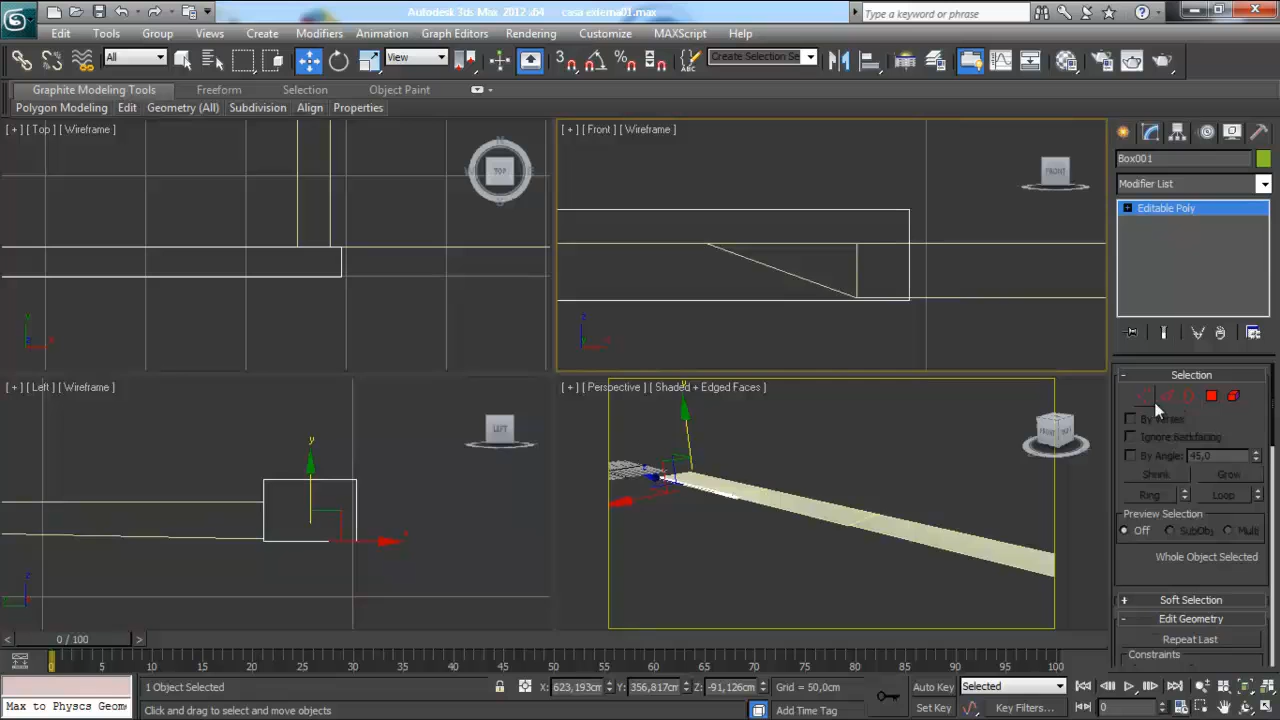 Autodesk 3ds Max 2012 x64 casa externa01.max
Type a keyword or phrase
Edit Tools Group Views Create Modifiers Animation Graph Editors Rendering Customize MAXScript Help
All View Create Selection Se
Graphite Modeling Tools Freeform Selection Object Paint
Polygon Modeling Edit Geometry (All) Subdivision Align Properties
[ + ] [ Top ] [ Wireframe ]
TOP
[ + ] [ Front ] [ Wireframe ]
FRONT
[ + ] [ Left ] [ Wireframe ]
LEFT
[ + ] [ Perspective ] [ Shaded + Edged Faces ]
FRONT
Box001
Modifier List
Editable Poly
Selection
Ignore Backfacing
By Angle: 45,0
Shrink Grow
Ring Loop
Preview Selection
Off SubObj Multi
Whole Object Selected
Soft Selection
Edit Geometry
Repeat Last
Constraints
0 / 100
0 5 10 15 20 25 30 35 40 45 50 55 60 65 70 75 80 85 90 95 100
1 Object Selected X: 623,193cm Y: 356,817cm Z: -91,126cm Grid = 50,0cm Auto Key Selected
Max to Physcs Geome Click and drag to select and move objects Add Time Tag Set Key Key Filters... 0